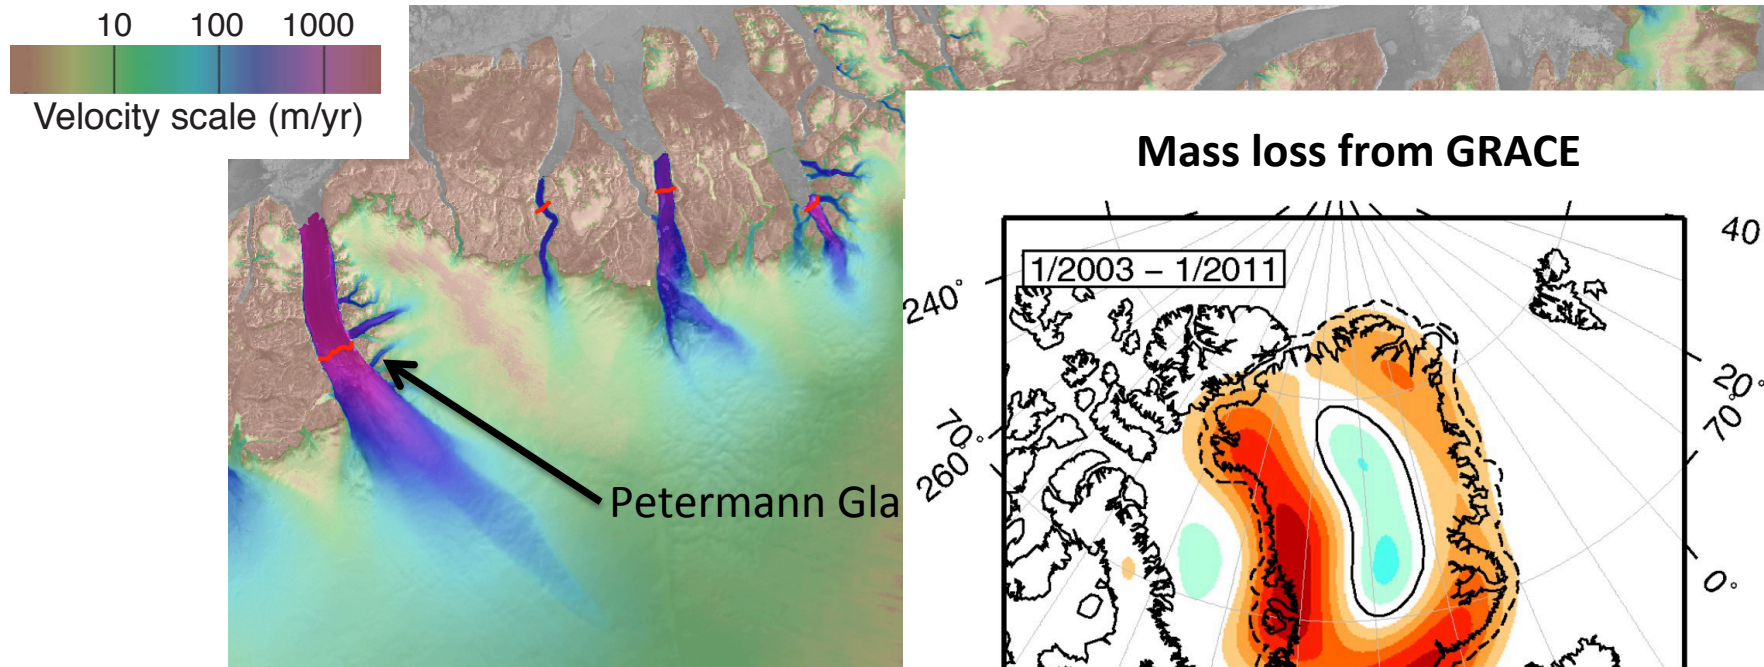 10 100 1000
Velocity scale (m/yr)
Mass loss from GRACE
40
1/2003 – 1/2011
240°
20°
70°
70°
260°
Petermann Gla
0°